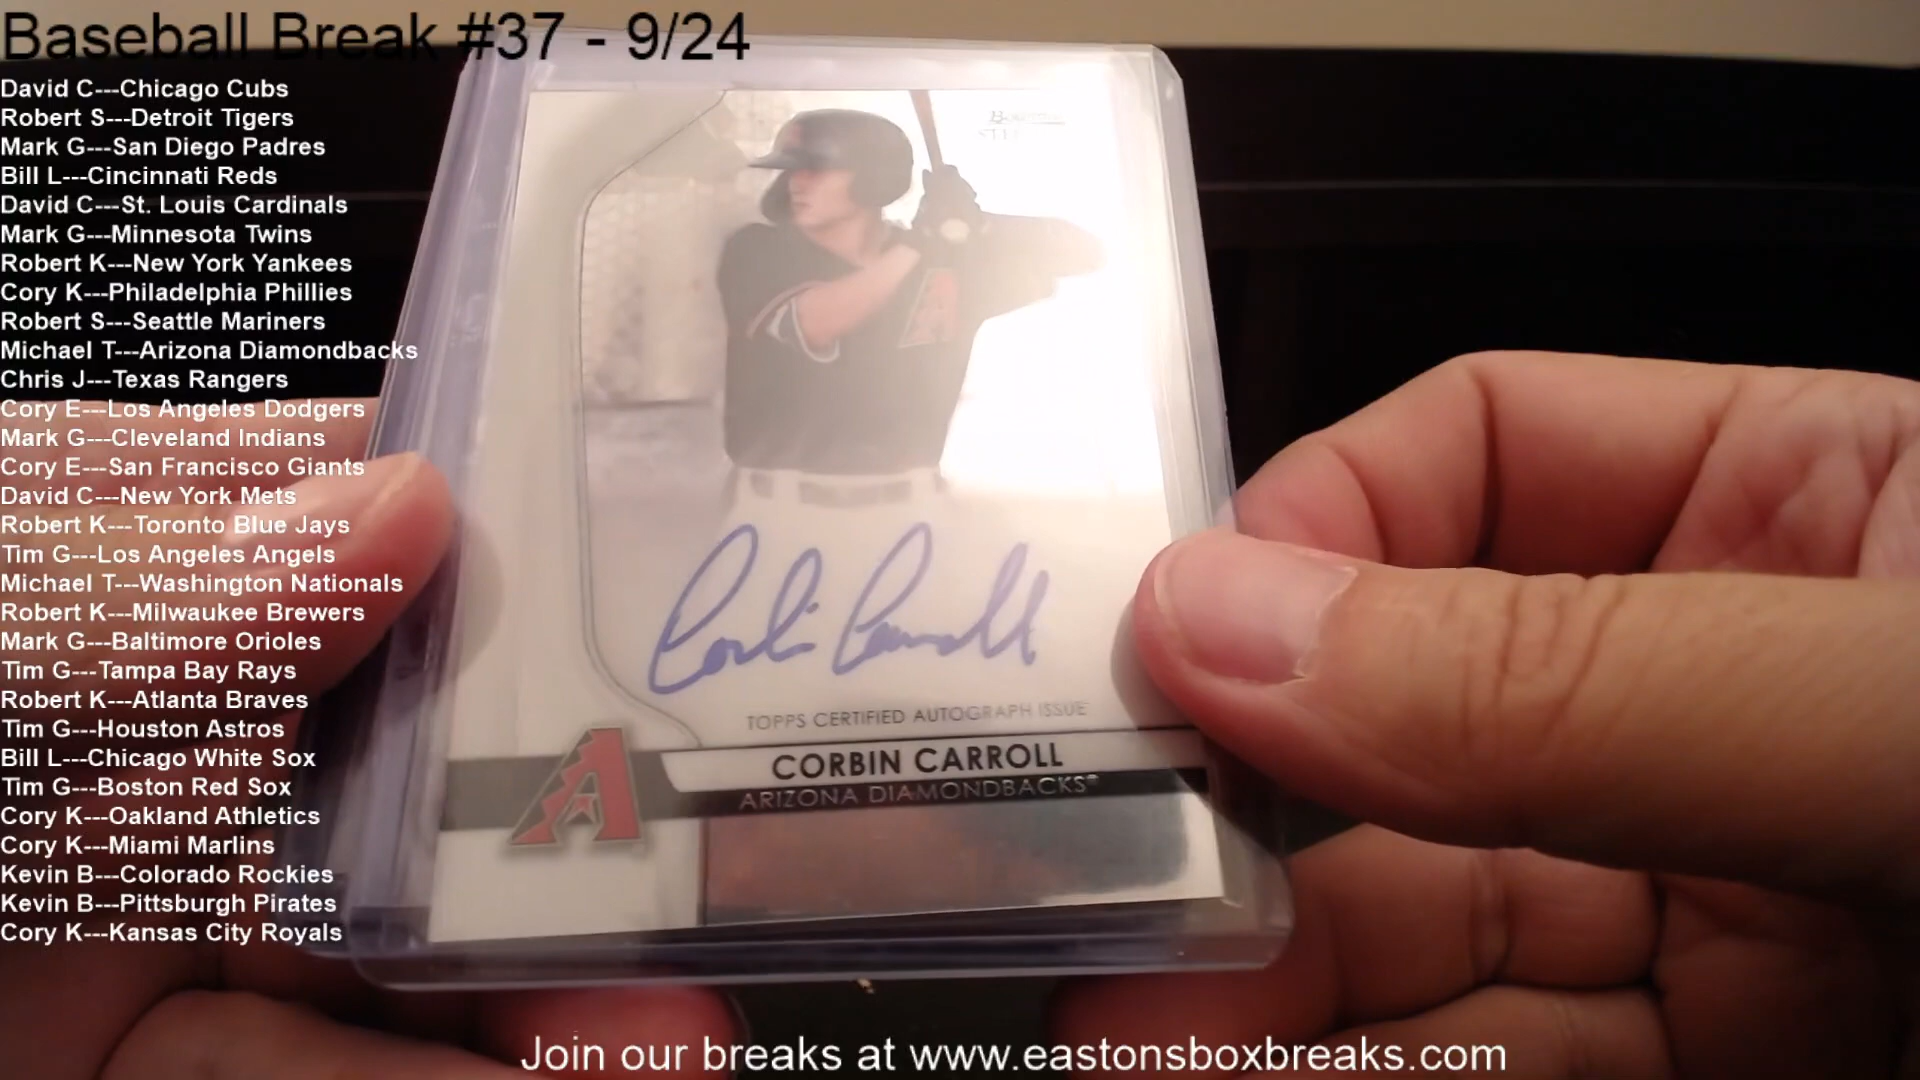 Baseball Break #37 - 9/24
David C---Chicago Cubs
Robert S---Detroit Tigers
Mark G---San Diego Padres
Bill L---Cincinnati Reds
David C---St. Louis Cardinals
Mark G---Minnesota Twins
Robert K---New York Yankees
Cory K---Philadelphia Phillies
Robert S---Seattle Mariners
Michael T---Arizona Diamondbacks
Chris J---Texas Rangers
Cory E---Los Angeles Dodgers
Mark G---Cleveland Indians
Cory E---San Francisco Giants
David C---New York Mets
Robert K---Toronto Blue Jays
Tim G---Los Angeles Angels
Michael T---Washington Nationals
Robert K---Milwaukee Brewers
Mark G---Baltimore Orioles
Tim G---Tampa Bay Rays
Robert K---Atlanta Braves
Tim G---Houston Astros
Bill L---Chicago White Sox
Tim G---Boston Red Sox
Cory K---Oakland Athletics
Cory K---Miami Marlins
Kevin B---Colorado Rockies
Kevin B---Pittsburgh Pirates
Cory K---Kansas City Royals
Corbin Carroll
TOPPS CERTIFIED AUTOGRAPH ISSUE
CORBIN CARROLL
ARIZONA DIAMONDBACKS
Join our breaks at www.eastonsboxbreaks.com